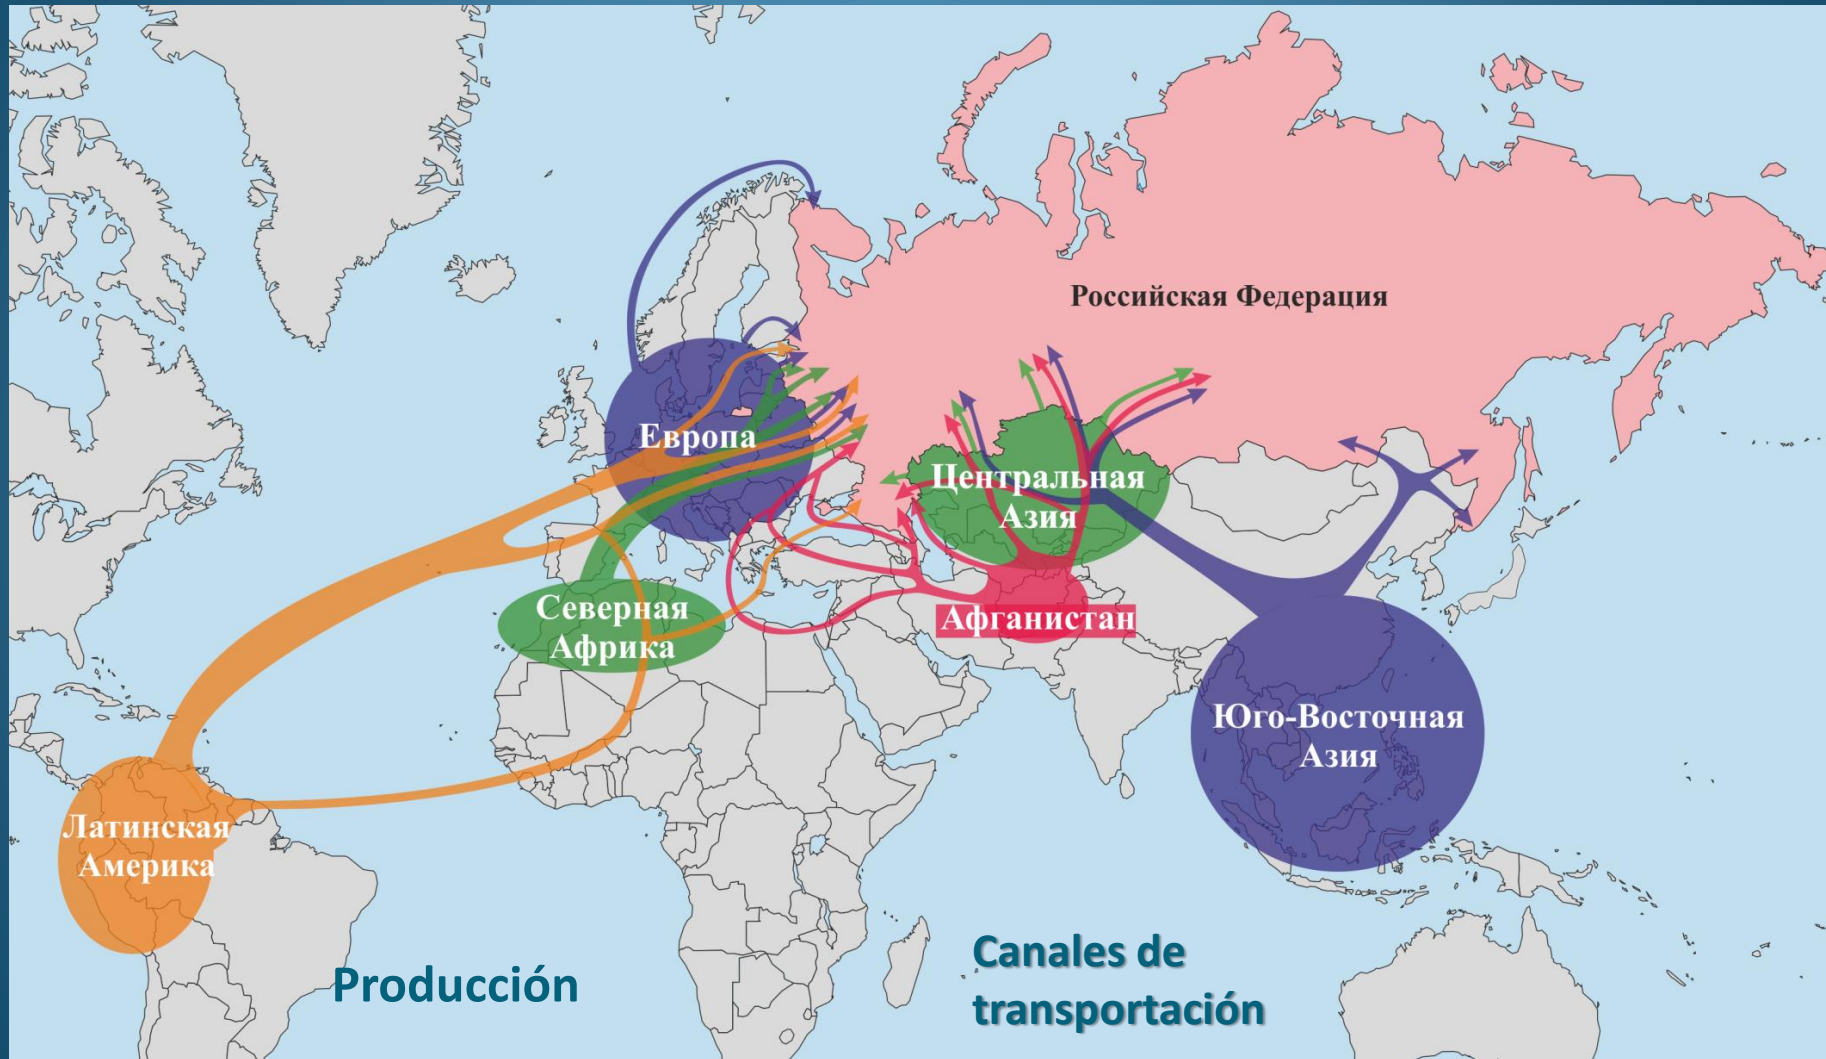 Российская Федерация
Европа
Центральная
Азия
Северная
Африка
Афганистан
Юго-Восточная
Азия
Латинская
Америка
Producción
Canales de
transportación